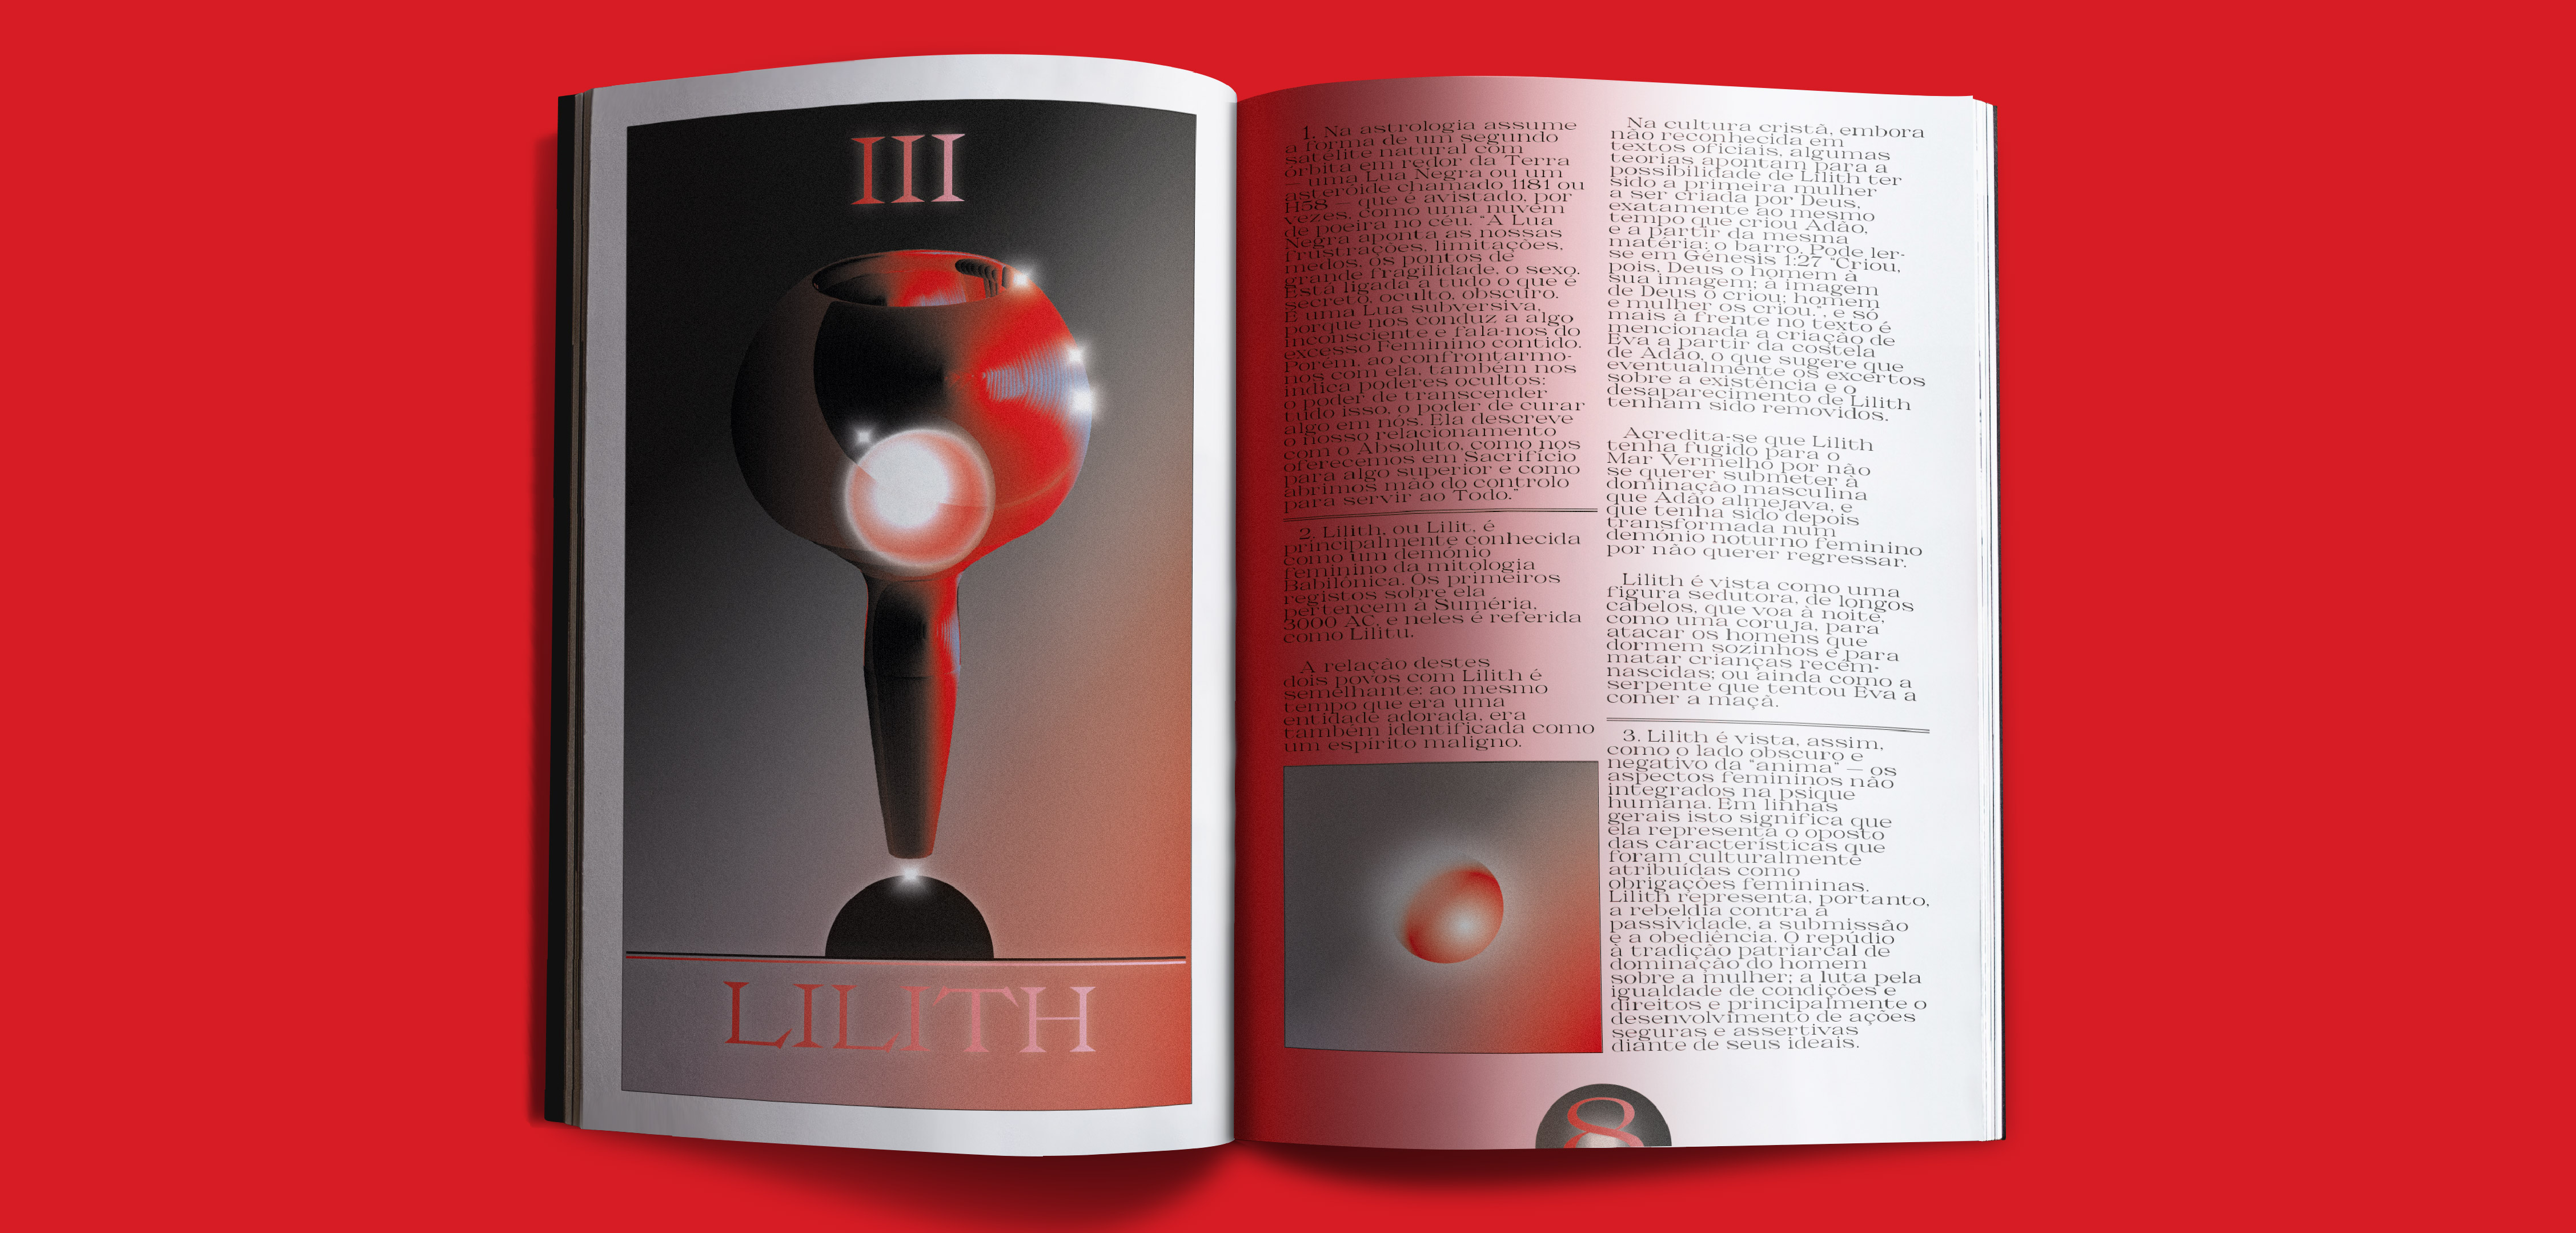 III
LILITH
1. Na astrologia assume
a forma de um segundo
satélite natural com
órbita em redor da Terra
— uma Lua Negra ou um
asteróide chamado 1181 ou
H58 — que é avistado, por
vezes, como uma nuvem
de poeira no céu. "A Lua
Negra aponta as nossas
frustrações, limitações,
medos, os pontos de
grande fragilidade, o sexo.
Está ligada a tudo o que é
secreto, oculto, obscuro.
É uma Lua subversiva,
porque nos conduz a algo
inconsciente e fala-nos do
excesso Feminino contido.
Porém, ao confrontarmo-
nos com ela, também nos
indica poderes ocultos:
o poder de transcender
tudo isso, o poder de curar
algo em nós. Ela descreve
o nosso relacionamento
com o Absoluto, como nos
oferecemos em Sacrifício
para algo superior e como
abrimos mão do controlo
para servir ao Todo."
2. Lilith, ou Lilit, é
principalmente conhecida
como um demónio
feminino da mitologia
Babilónica. Os primeiros
registos sobre ela
pertencem à Suméria,
3000 AC, e neles é referida
como Lilitu.
A relação destes
dois povos com Lilith é
semelhante: ao mesmo
tempo que era uma
entidade adorada, era
também identificada como
um espírito maligno.
Na cultura cristã, embora
não reconhecida em
textos oficiais, algumas
teorias apontam para a
possibilidade de Lilith ter
sido a primeira mulher
a ser criada por Deus,
exatamente ao mesmo
tempo que criou Adão,
e a partir da mesma
matéria: o barro. Pode ler-
se em Génesis 1:27 "Criou,
pois, Deus o homem à
sua imagem; à imagem
de Deus o criou; homem
e mulher os criou.", e só
mais à frente no texto é
mencionada a criação de
Eva a partir da costela
de Adão, o que sugere que
eventualmente os excertos
sobre a existência e o
desaparecimento de Lilith
tenham sido removidos.
Acredita-se que Lilith
tenha fugido para o
Mar Vermelho por não
se querer submeter à
dominação masculina
que Adão almejava, e
que tenha sido depois
transformada num
demónio noturno feminino
por não querer regressar.
Lilith é vista como uma
figura sedutora, de longos
cabelos, que voa à noite,
como uma coruja, para
atacar os homens que
dormem sozinhos e para
matar crianças recém-
nascidas; ou ainda como a
serpente que tentou Eva a
comer a maçã.
3. Lilith é vista, assim,
como o lado obscuro e
negativo da "anima" — os
aspectos femininos não
integrados na psique
humana. Em linhas
gerais isto significa que
ela representa o oposto
das características que
foram culturalmente
atribuídas como
obrigações femininas.
Lilith representa, portanto,
a rebeldia contra a
passividade, a submissão
e a obediência. O repúdio
à tradição patriarcal de
dominação do homem
sobre a mulher; a luta pela
igualdade de condições e
direitos e principalmente o
desenvolvimento de ações
seguras e assertivas
diante de seus ideais.
8